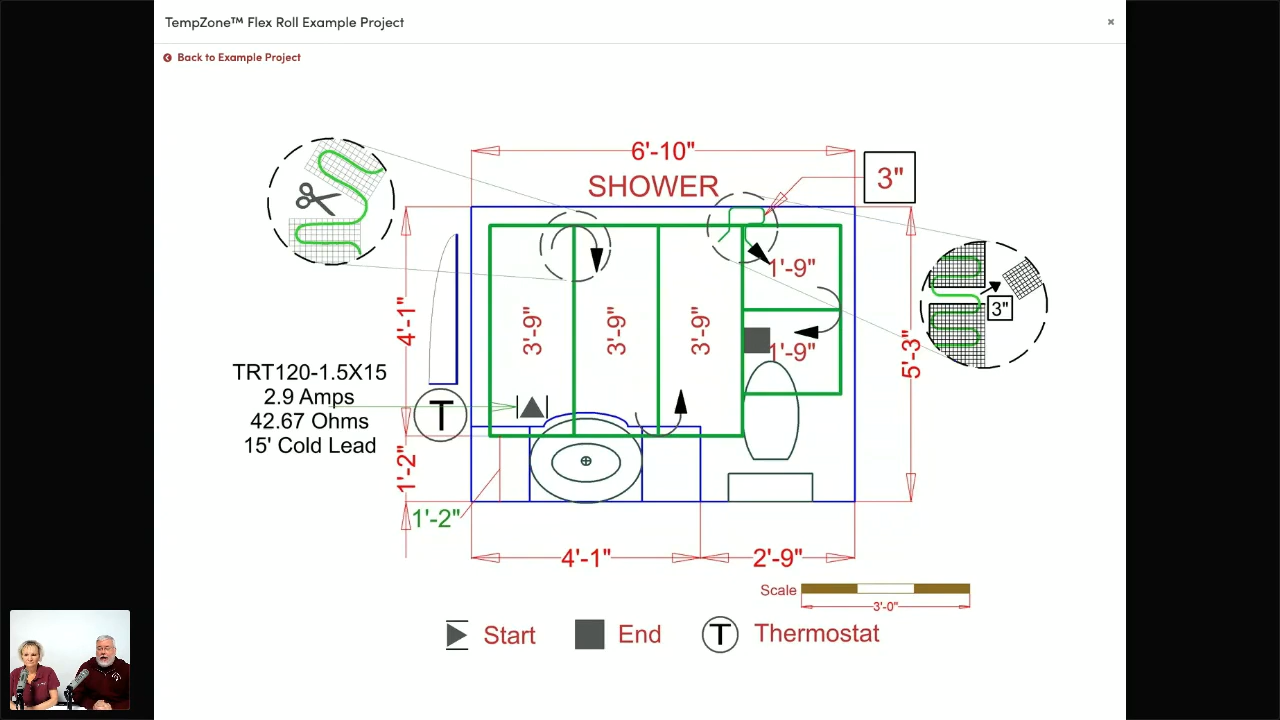 TempZone™ Flex Roll Example Project
×
Back to Example Project
6'-10"
SHOWER
3"
1'-9"
3"
4'-1"
3'-9"
3'-9"
3'-9"
1'-9"
5'-3"
TRT120-1.5X15
2.9 Amps
42.67 Ohms
15' Cold Lead
T
1'-2"
1'-2"
4'-1"
2'-9"
Scale
3'-0"
Start
End
T
Thermostat